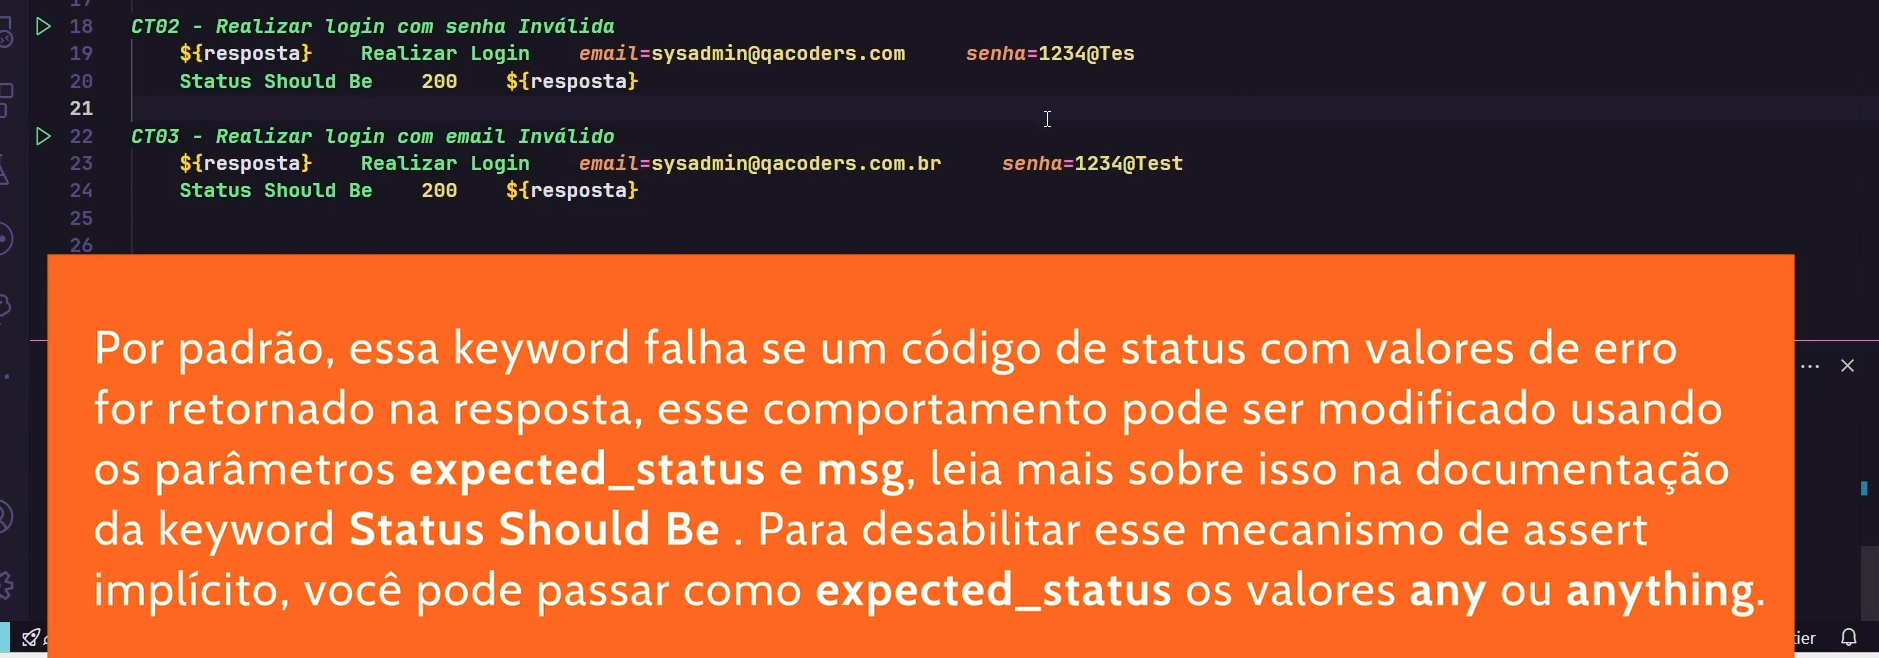 17
18 CT02 - Realizar login com senha Inválida
19 ${resposta} Realizar Login email=sysadmin@qacoders.com senha=1234@Tes
20 Status Should Be 200 ${resposta}
21
22 CT03 - Realizar login com email Inválido
23 ${resposta} Realizar Login email=sysadmin@qacoders.com.br senha=1234@Test
24 Status Should Be 200 ${resposta}
25
26
Por padrão, essa keyword falha se um código de status com valores de erro
for retornado na resposta, esse comportamento pode ser modificado usando
os parâmetros expected_status e msg, leia mais sobre isso na documentação
da keyword Status Should Be . Para desabilitar esse mecanismo de assert
implícito, você pode passar como expected_status os valores any ou anything.